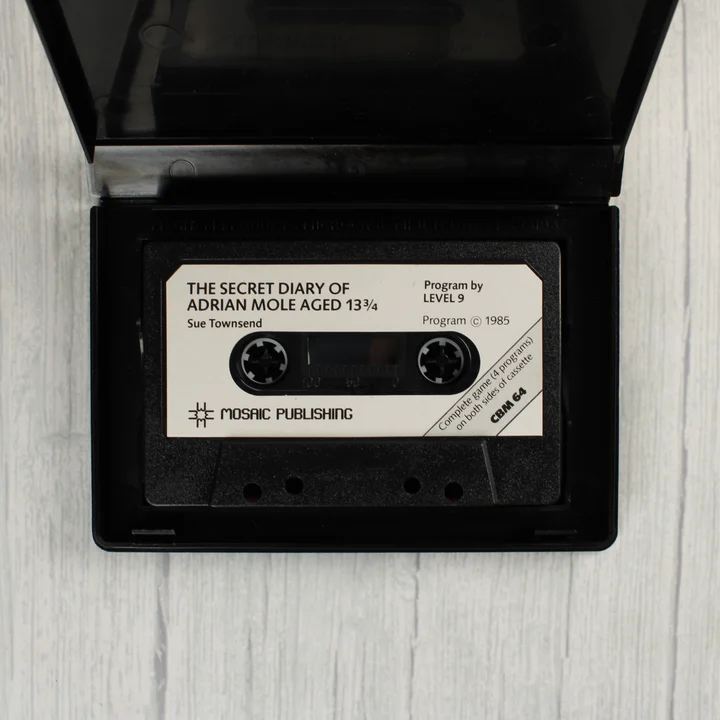 THE SECRET DIARY OF
ADRIAN MOLE AGED 13¾
Sue Townsend
Program by
LEVEL 9
Program © 1985
Complete game (4 programs)
on both sides of cassette
CBM 64
MOSAIC PUBLISHING